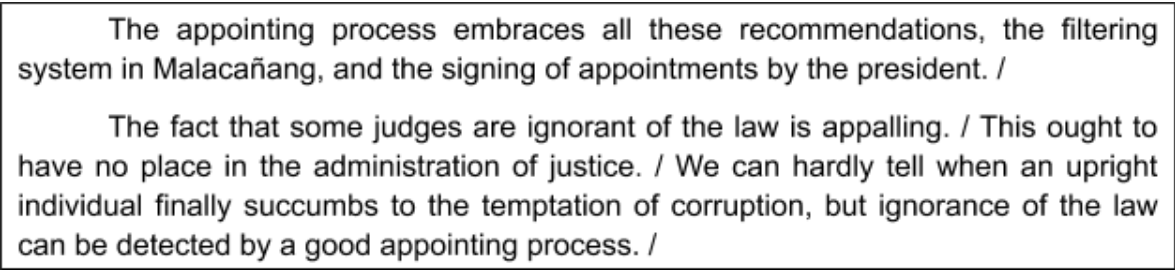 The appointing process embraces all these recommendations, the filtering
system in Malacañang, and the signing of appointments by the president. /
The fact that some judges are ignorant of the law is appalling. / This ought to
have no place in the administration of justice. / We can hardly tell when an upright
individual finally succumbs to the temptation of corruption, but ignorance of the law
can be detected by a good appointing process. /